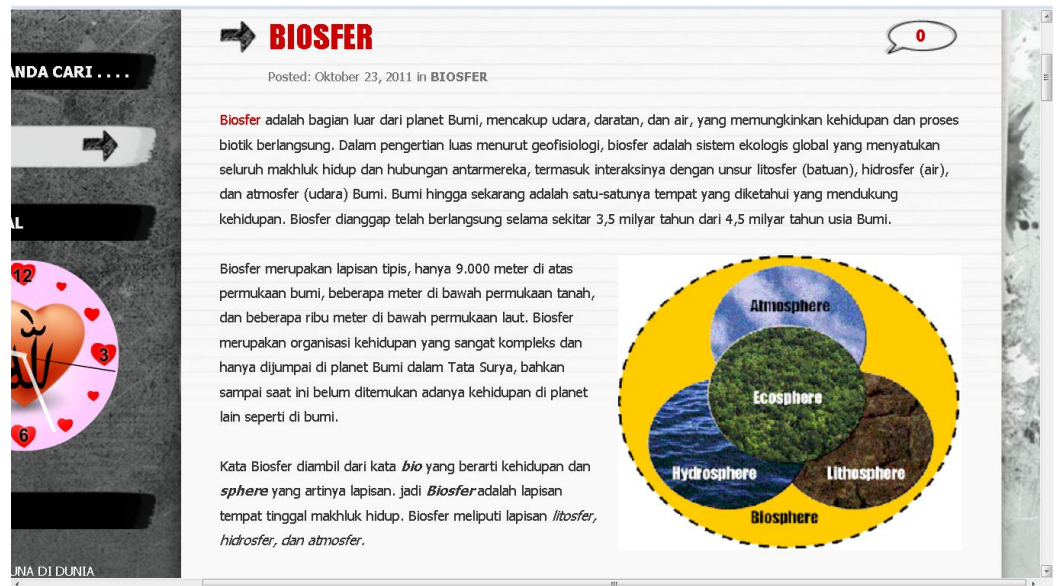 BIOSFER
0
Posted: Oktober 23, 2011 in BIOSFER
Biosfer adalah bagian luar dari planet Bumi, mencakup udara, daratan, dan air, yang memungkinkan kehidupan dan proses
biotik berlangsung. Dalam pengertian luas menurut geofisiologi, biosfer adalah sistem ekologis global yang menyatukan
seluruh makhluk hidup dan hubungan antarmereka, termasuk interaksinya dengan unsur litosfer (batuan), hidrosfer (air),
dan atmosfer (udara) Bumi. Bumi hingga sekarang adalah satu-satunya tempat yang diketahui yang mendukung
kehidupan. Biosfer dianggap telah berlangsung selama sekitar 3,5 milyar tahun dari 4,5 milyar tahun usia Bumi.
Biosfer merupakan lapisan tipis, hanya 9.000 meter di atas
permukaan bumi, beberapa meter di bawah permukaan tanah,
dan beberapa ribu meter di bawah permukaan laut. Biosfer
merupakan organisasi kehidupan yang sangat kompleks dan
hanya dijumpai di planet Bumi dalam Tata Surya, bahkan
sampai saat ini belum ditemukan adanya kehidupan di planet
lain seperti di bumi.
Kata Biosfer diambil dari kata bio yang berarti kehidupan dan
sphere yang artinya lapisan. jadi Biosfer adalah lapisan
tempat tinggal makhluk hidup. Biosfer meliputi lapisan litosfer,
hidrosfer, dan atmosfer.
Atmosphere
Ecosphere
Hydrosphere
Lithosphere
Biosphere
ANDA CARI . . . .
AL
12
3
6
الله
UNA DI DUNIA